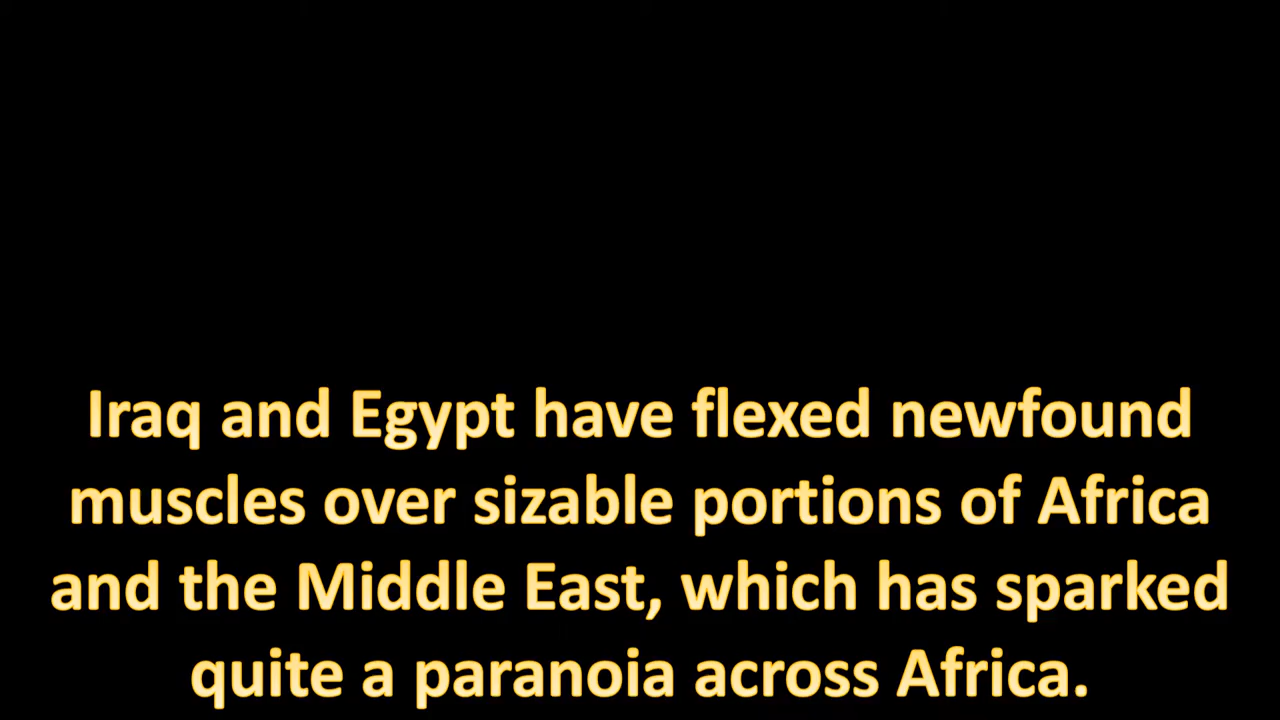 Iraq and Egypt have flexed newfound
muscles over sizable portions of Africa
and the Middle East, which has sparked
quite a paranoia across Africa.